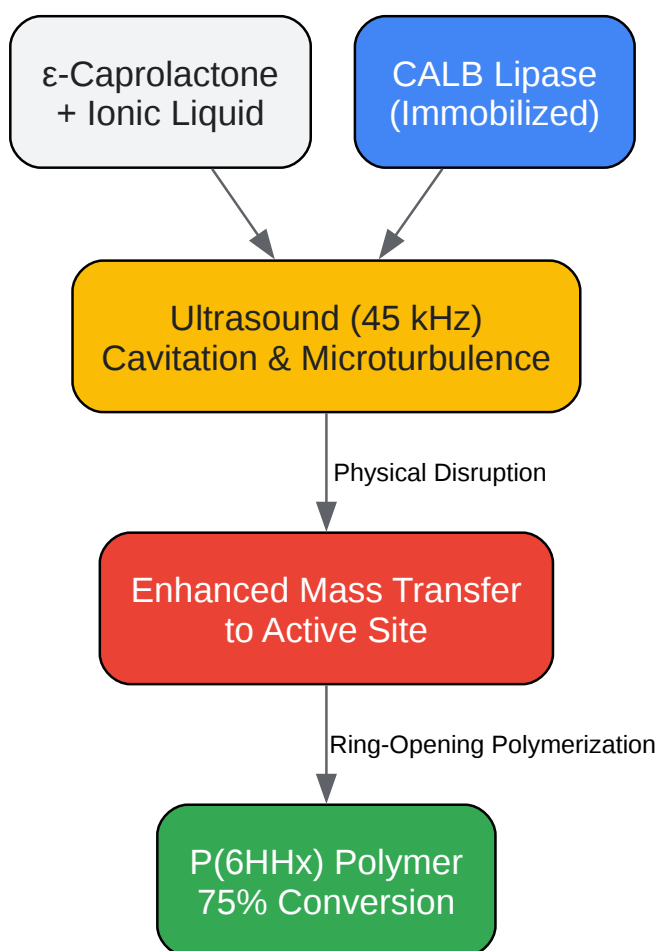 ε-Caprolactone
+ Ionic Liquid
CALB Lipase
(Immobilized)
Ultrasound (45 kHz)
Cavitation & Microturbulence
Physical Disruption
Enhanced Mass Transfer
to Active Site
Ring-Opening Polymerization
P(6HHx) Polymer
75% Conversion